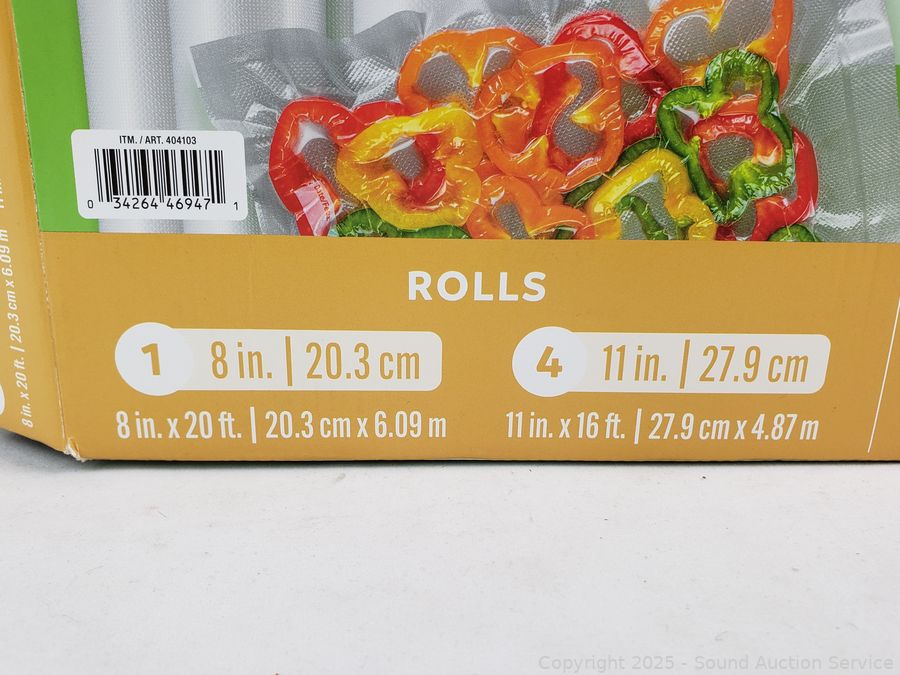 ITM. / ART. 404103
0 34264 46947 1
ROLLS
1 8 in. | 20.3 cm
8 in. x 20 ft. | 20.3 cm x 6.09 m
4 11 in. | 27.9 cm
11 in. x 16 ft. | 27.9 cm x 4.87 m
8 in. x 20 ft. | 20.3 cm x 6.09 m
Copyright 2025 - Sound Auction Service